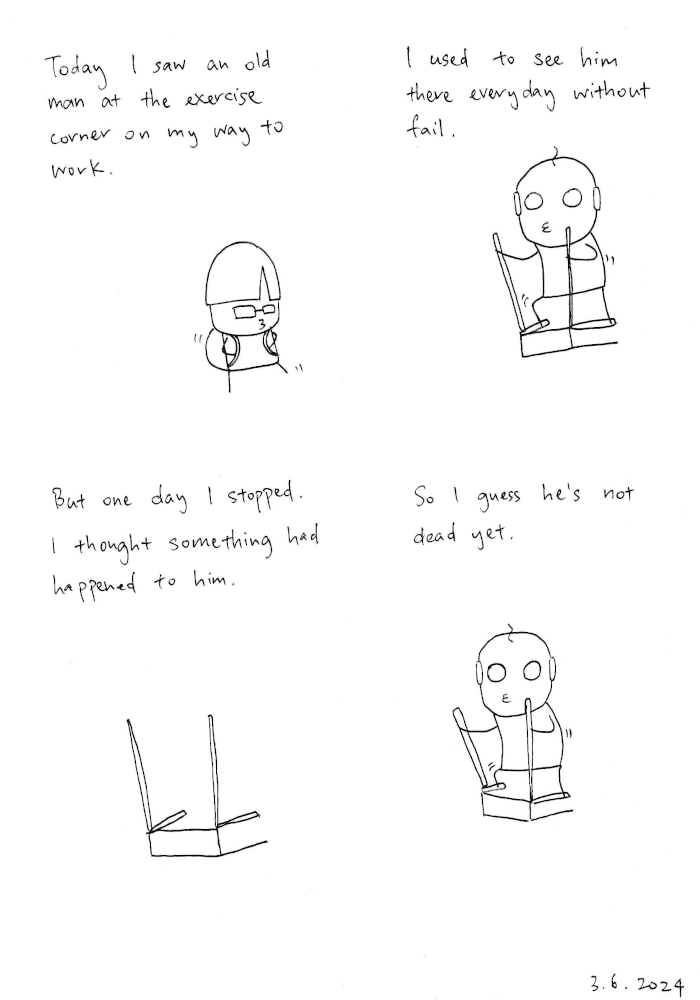 Today I saw an old
man at the exercise
corner on my way to
work.
I used to see him
there everyday without
fail.
But one day I stopped.
I thought something had
happened to him.
So I guess he's not
dead yet.
3.6.2024